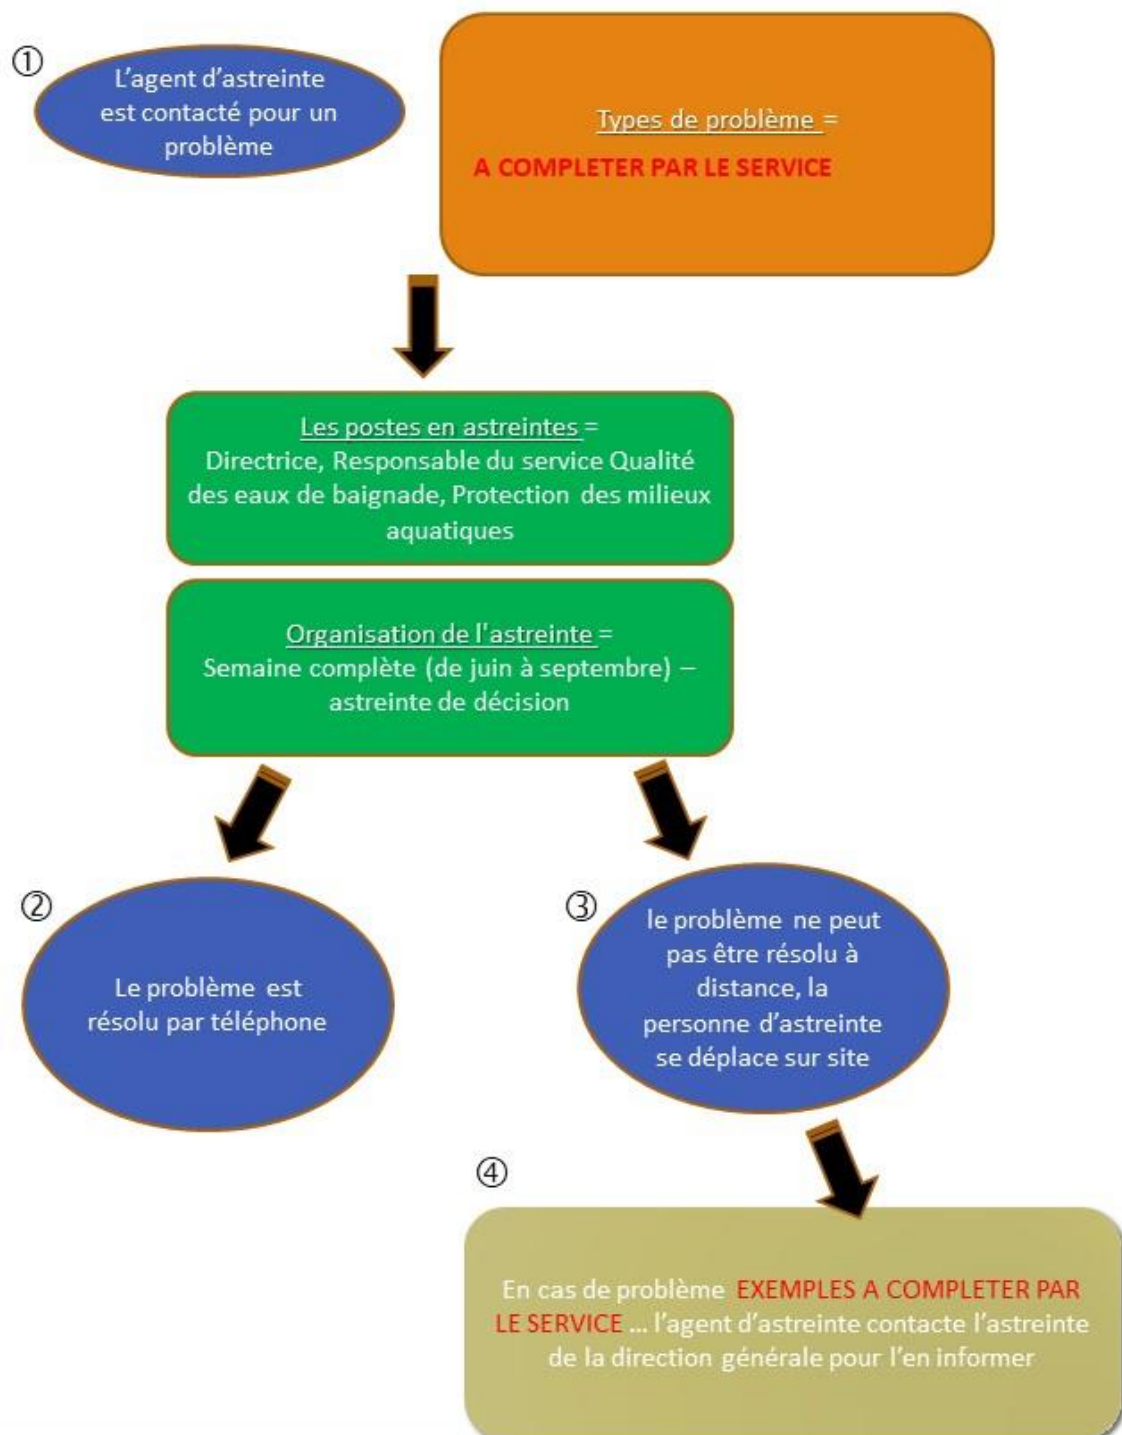 ①
L’agent d’astreinte
est contacté pour un
problème
Types de problème =
A COMPLETER PAR LE SERVICE
Les postes en astreintes =
Directrice, Responsable du service Qualité
des eaux de baignade, Protection des milieux
aquatiques
Organisation de l'astreinte =
Semaine complète (de juin à septembre) –
astreinte de décision
②
Le problème est
résolu par téléphone
③
le problème ne peut
pas être résolu à
distance, la
personne d’astreinte
se déplace sur site
④
En cas de problème EXEMPLES A COMPLETER PAR
LE SERVICE ... l’agent d’astreinte contacte l’astreinte
de la direction générale pour l’en informer